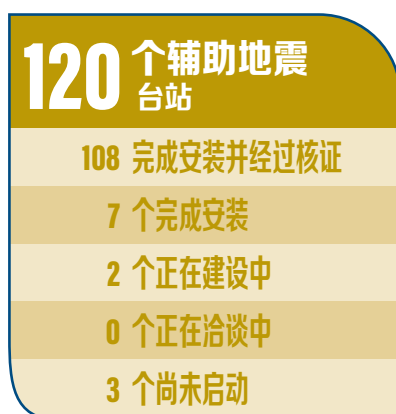 120 个辅助地震
台站
108 完成安装并经过核证
7 个完成安装
2 个正在建设中
0 个正在洽谈中
3 个尚未启动